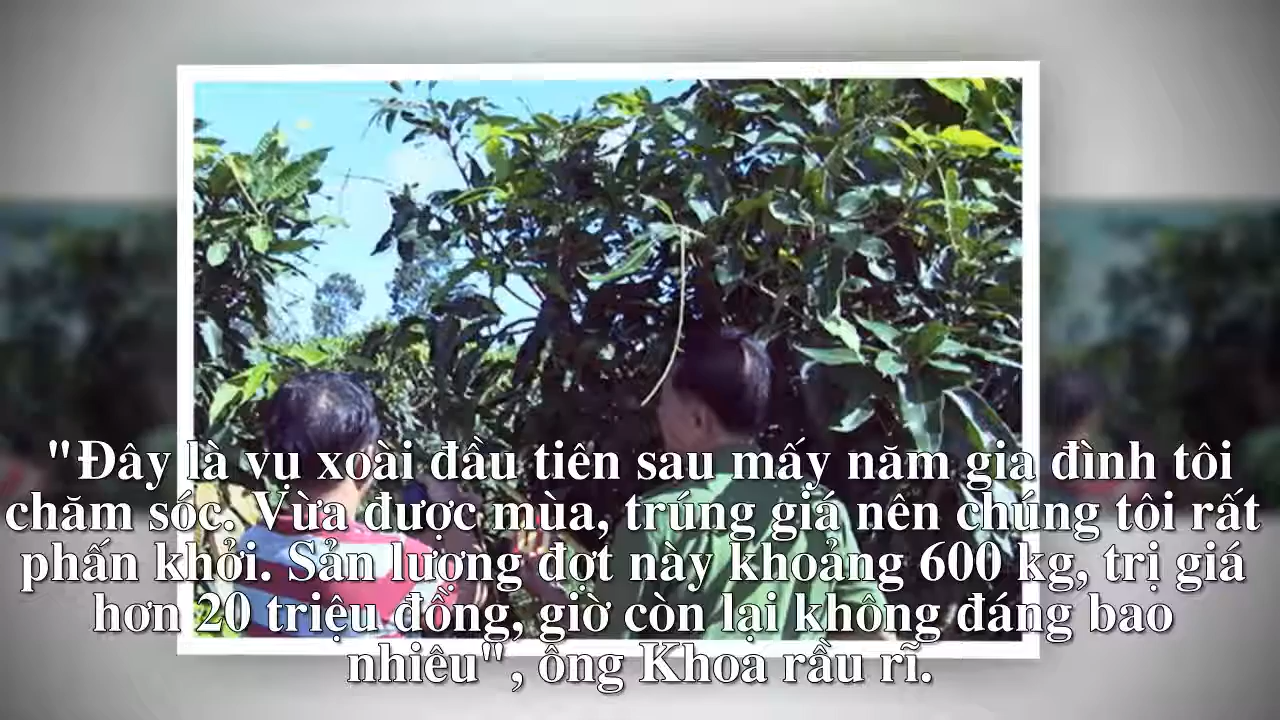 "Đây là vụ xoài đầu tiên sau mấy năm gia đình tôi
chăm sóc. Vừa được mùa, trúng giá nên chúng tôi rất
phấn khởi. Sản lượng đợt này khoảng 600 kg, trị giá
hơn 20 triệu đồng, giờ còn lại không đáng bao
nhiêu", ông Khoa rầu rĩ.